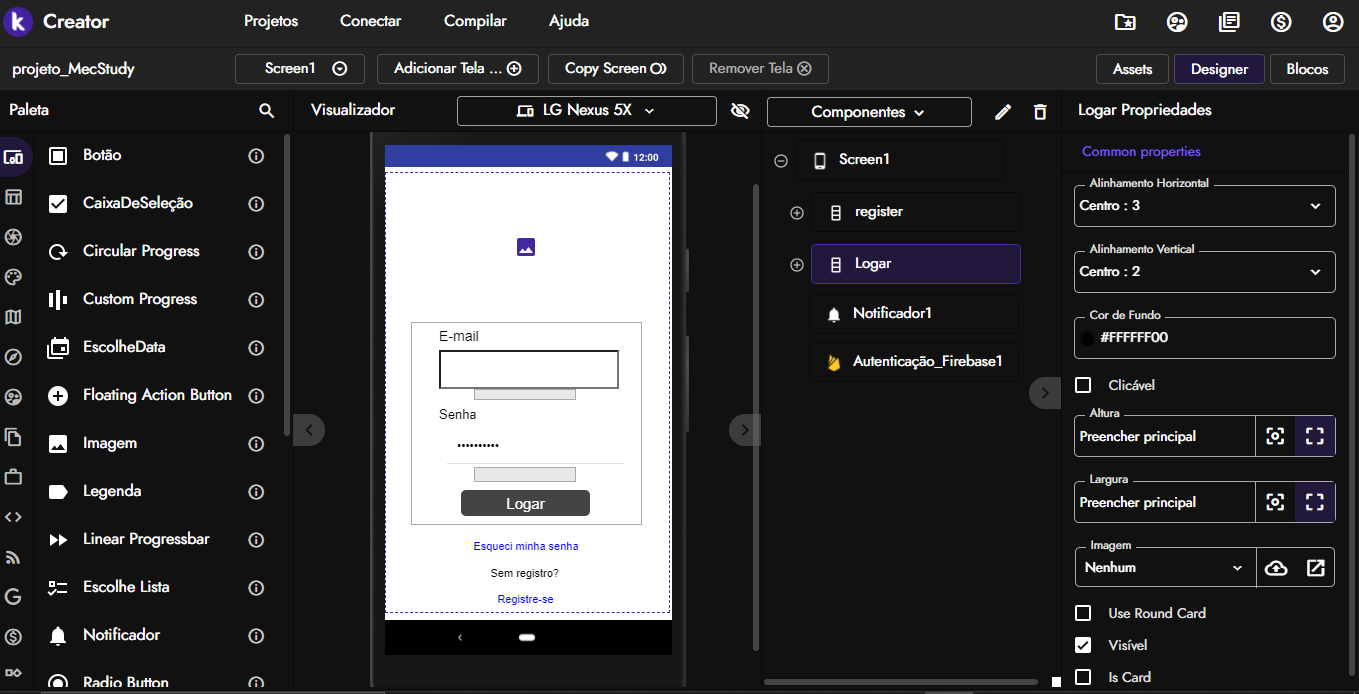 k Creator Projetos Conectar Compilar Ajuda
projeto_MecStudy Screen1 Adicionar Tela ... Copy Screen Remover Tela Assets Designer Blocos
Paleta
Botão
CaixaDeSeleção
Circular Progress
Custom Progress
EscolheData
Floating Action Button
Imagem
Legenda
Linear Progressbar
Escolhe Lista
Notificador
Radio Button
Visualizador LG Nexus 5X
12:00
E-mail
Senha
••••••••••
Logar
Esqueci minha senha
Sem registro?
Registre-se
Componentes
Screen1
register
Logar
Notificador1
Autenticação_Firebase1
Logar Propriedades
Common properties
Alinhamento Horizontal
Centro : 3
Alinhamento Vertical
Centro : 2
Cor de Fundo
#FFFFFF00
Clicável
Altura
Preencher principal
Largura
Preencher principal
Imagem
Nenhum
Use Round Card
Visível
Is Card